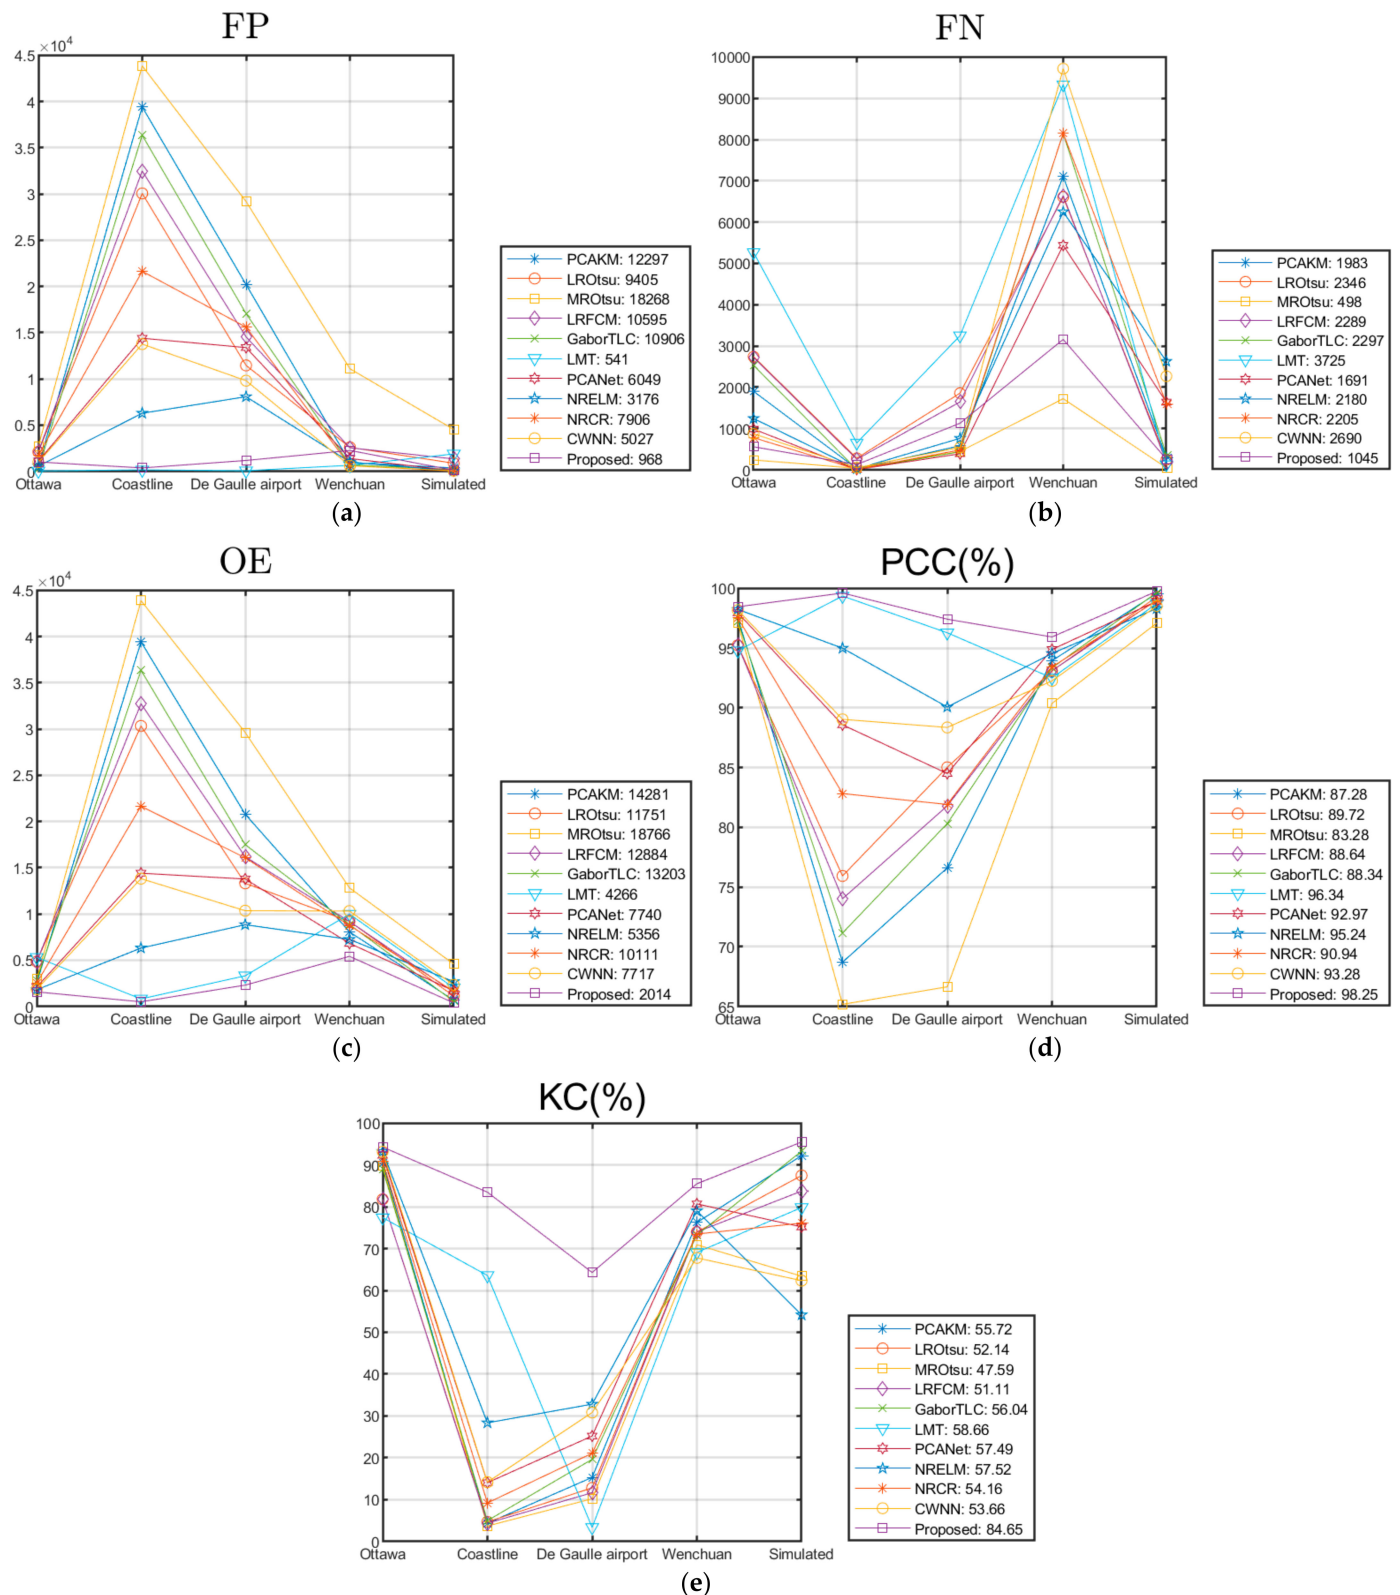 FP
×10^4
4.5
4
3.5
3
2.5
2
1.5
1
0.5
0
Ottawa Coastline De Gaulle airport Wenchuan Simulated
PCAKM: 12297
LROtsu: 9405
MROtsu: 18268
LRFCM: 10595
GaborTLC: 10906
LMT: 541
PCANet: 6049
NRELM: 3176
NRCR: 7906
CWNN: 5027
Proposed: 968
(a)
FN
10000
9000
8000
7000
6000
5000
4000
3000
2000
1000
0
Ottawa Coastline De Gaulle airport Wenchuan Simulated
PCAKM: 1983
LROtsu: 2346
MROtsu: 498
LRFCM: 2289
GaborTLC: 2297
LMT: 3725
PCANet: 1691
NRELM: 2180
NRCR: 2205
CWNN: 2690
Proposed: 1045
(b)
OE
×10^4
4.5
4
3.5
3
2.5
2
1.5
1
0.5
0
Ottawa Coastline De Gaulle airport Wenchuan Simulated
PCAKM: 14281
LROtsu: 11751
MROtsu: 18766
LRFCM: 12884
GaborTLC: 13203
LMT: 4266
PCANet: 7740
NRELM: 5356
NRCR: 10111
CWNN: 7717
Proposed: 2014
(c)
PCC(%)
100
95
90
85
80
75
70
65
Ottawa Coastline De Gaulle airport Wenchuan Simulated
PCAKM: 87.28
LROtsu: 89.72
MROtsu: 83.28
LRFCM: 88.64
GaborTLC: 88.34
LMT: 96.34
PCANet: 92.97
NRELM: 95.24
NRCR: 90.94
CWNN: 93.28
Proposed: 98.25
(d)
KC(%)
100
90
80
70
60
50
40
30
20
10
0
Ottawa Coastline De Gaulle airport Wenchuan Simulated
PCAKM: 55.72
LROtsu: 52.14
MROtsu: 47.59
LRFCM: 51.11
GaborTLC: 56.04
LMT: 58.66
PCANet: 57.49
NRELM: 57.52
NRCR: 54.16
CWNN: 53.66
Proposed: 84.65
(e)